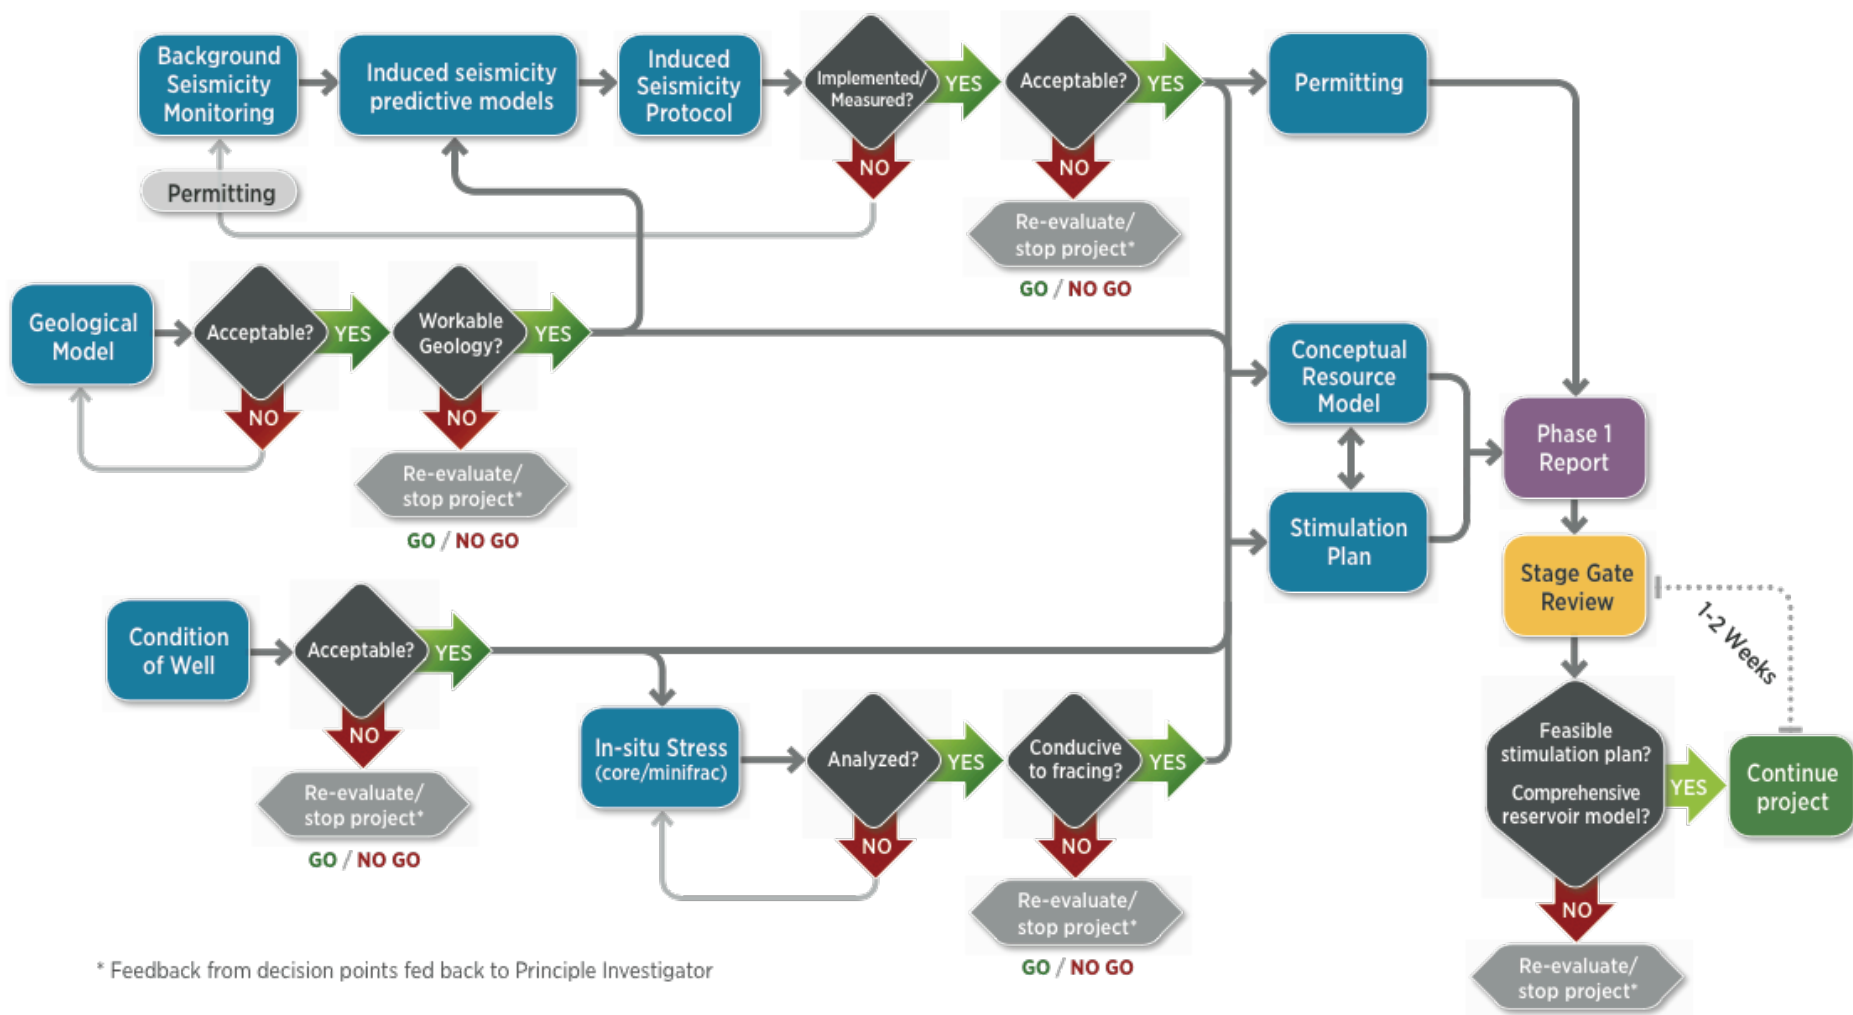 Background
Seismicity
Monitoring
Induced seismicity
predictive models
Induced
Seismicity
Protocol
Implemented/
Measured?
YES
NO
Acceptable?
YES
NO
Re-evaluate/
stop project*
GO / NO GO
Permitting
Permitting
Geological
Model
Acceptable?
YES
NO
Workable
Geology?
YES
NO
Re-evaluate/
stop project*
GO / NO GO
Conceptual
Resource
Model
Stimulation
Plan
Phase 1
Report
Stage Gate
Review
1-2 Weeks
Condition
of Well
Acceptable?
YES
NO
Re-evaluate/
stop project*
GO / NO GO
In-situ Stress
(core/minifrac)
Analyzed?
YES
NO
Conducive
to fracing?
YES
NO
Re-evaluate/
stop project*
GO / NO GO
Feasible
stimulation plan?
Comprehensive
reservoir model?
YES
NO
Continue
project
Re-evaluate/
stop project*
* Feedback from decision points fed back to Principle Investigator